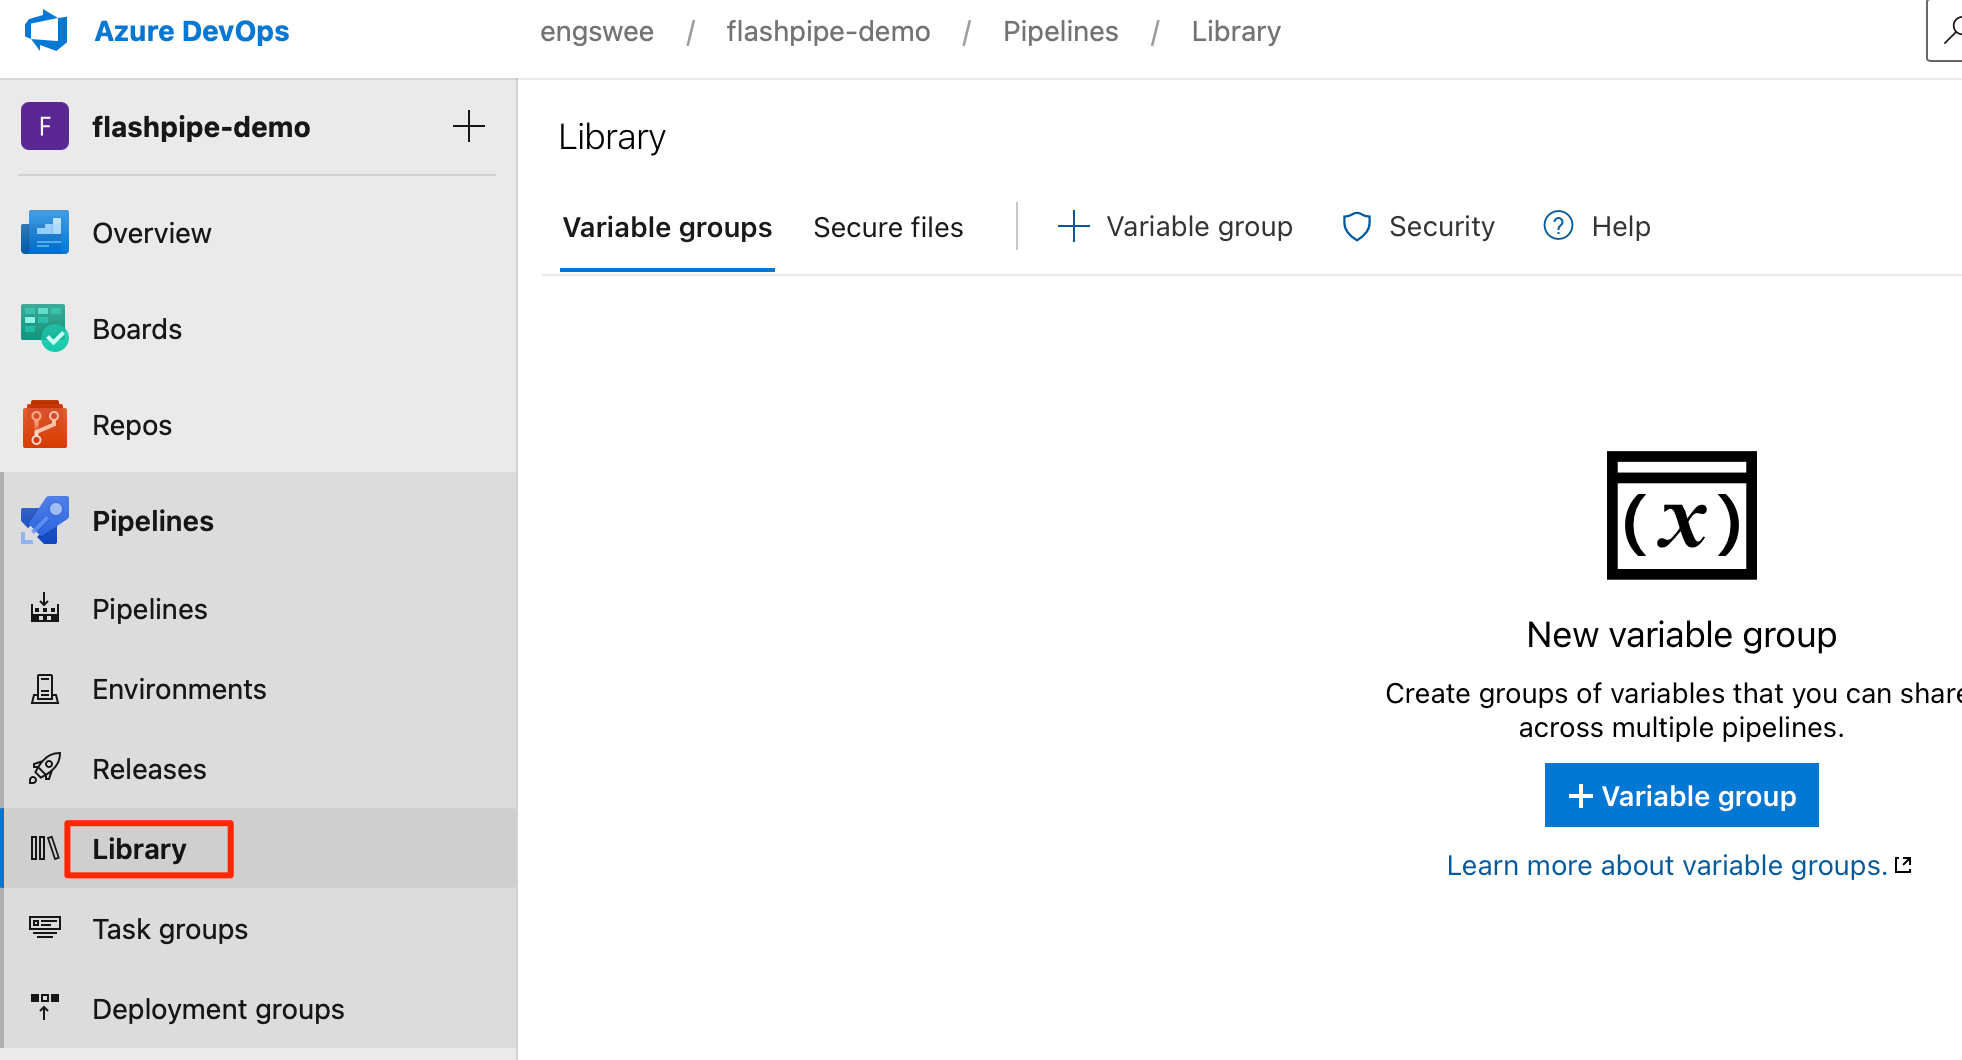 Azure DevOps
engswee / flashpipe-demo / Pipelines / Library
F flashpipe-demo
Overview
Boards
Repos
Pipelines
Pipelines
Environments
Releases
Library
Task groups
Deployment groups
Library
Variable groups Secure files + Variable group Security ? Help
(x)
New variable group
Create groups of variables that you can share
across multiple pipelines.
+ Variable group
Learn more about variable groups.